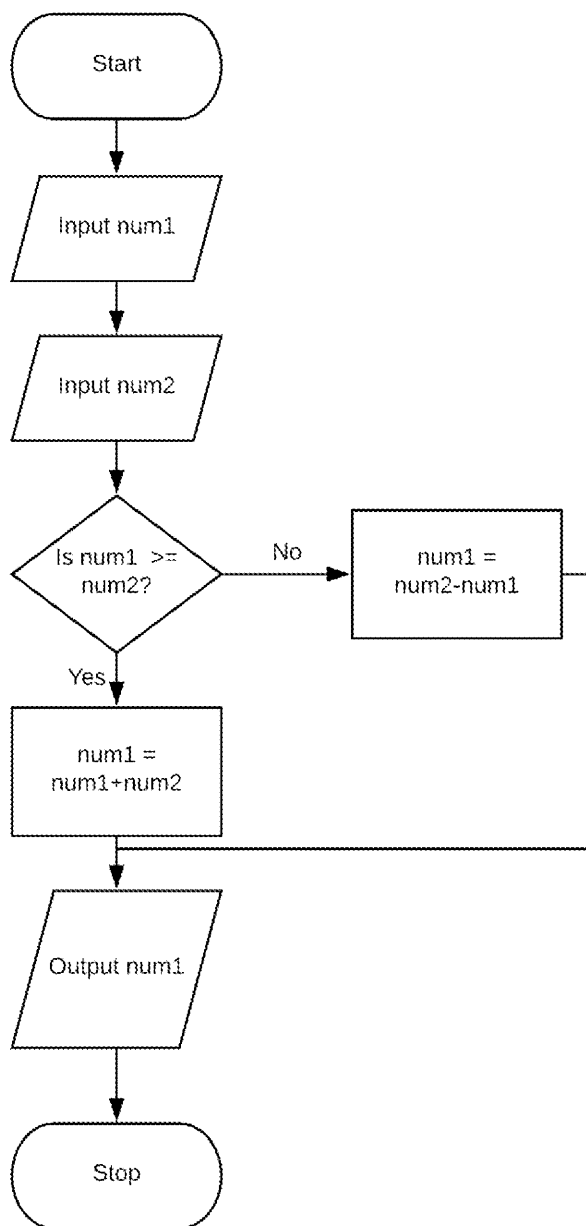 Start
Input num1
Input num2
Is num1 >=
num2?
No
num1 =
num2-num1
Yes
num1 =
num1+num2
Output num1
Stop